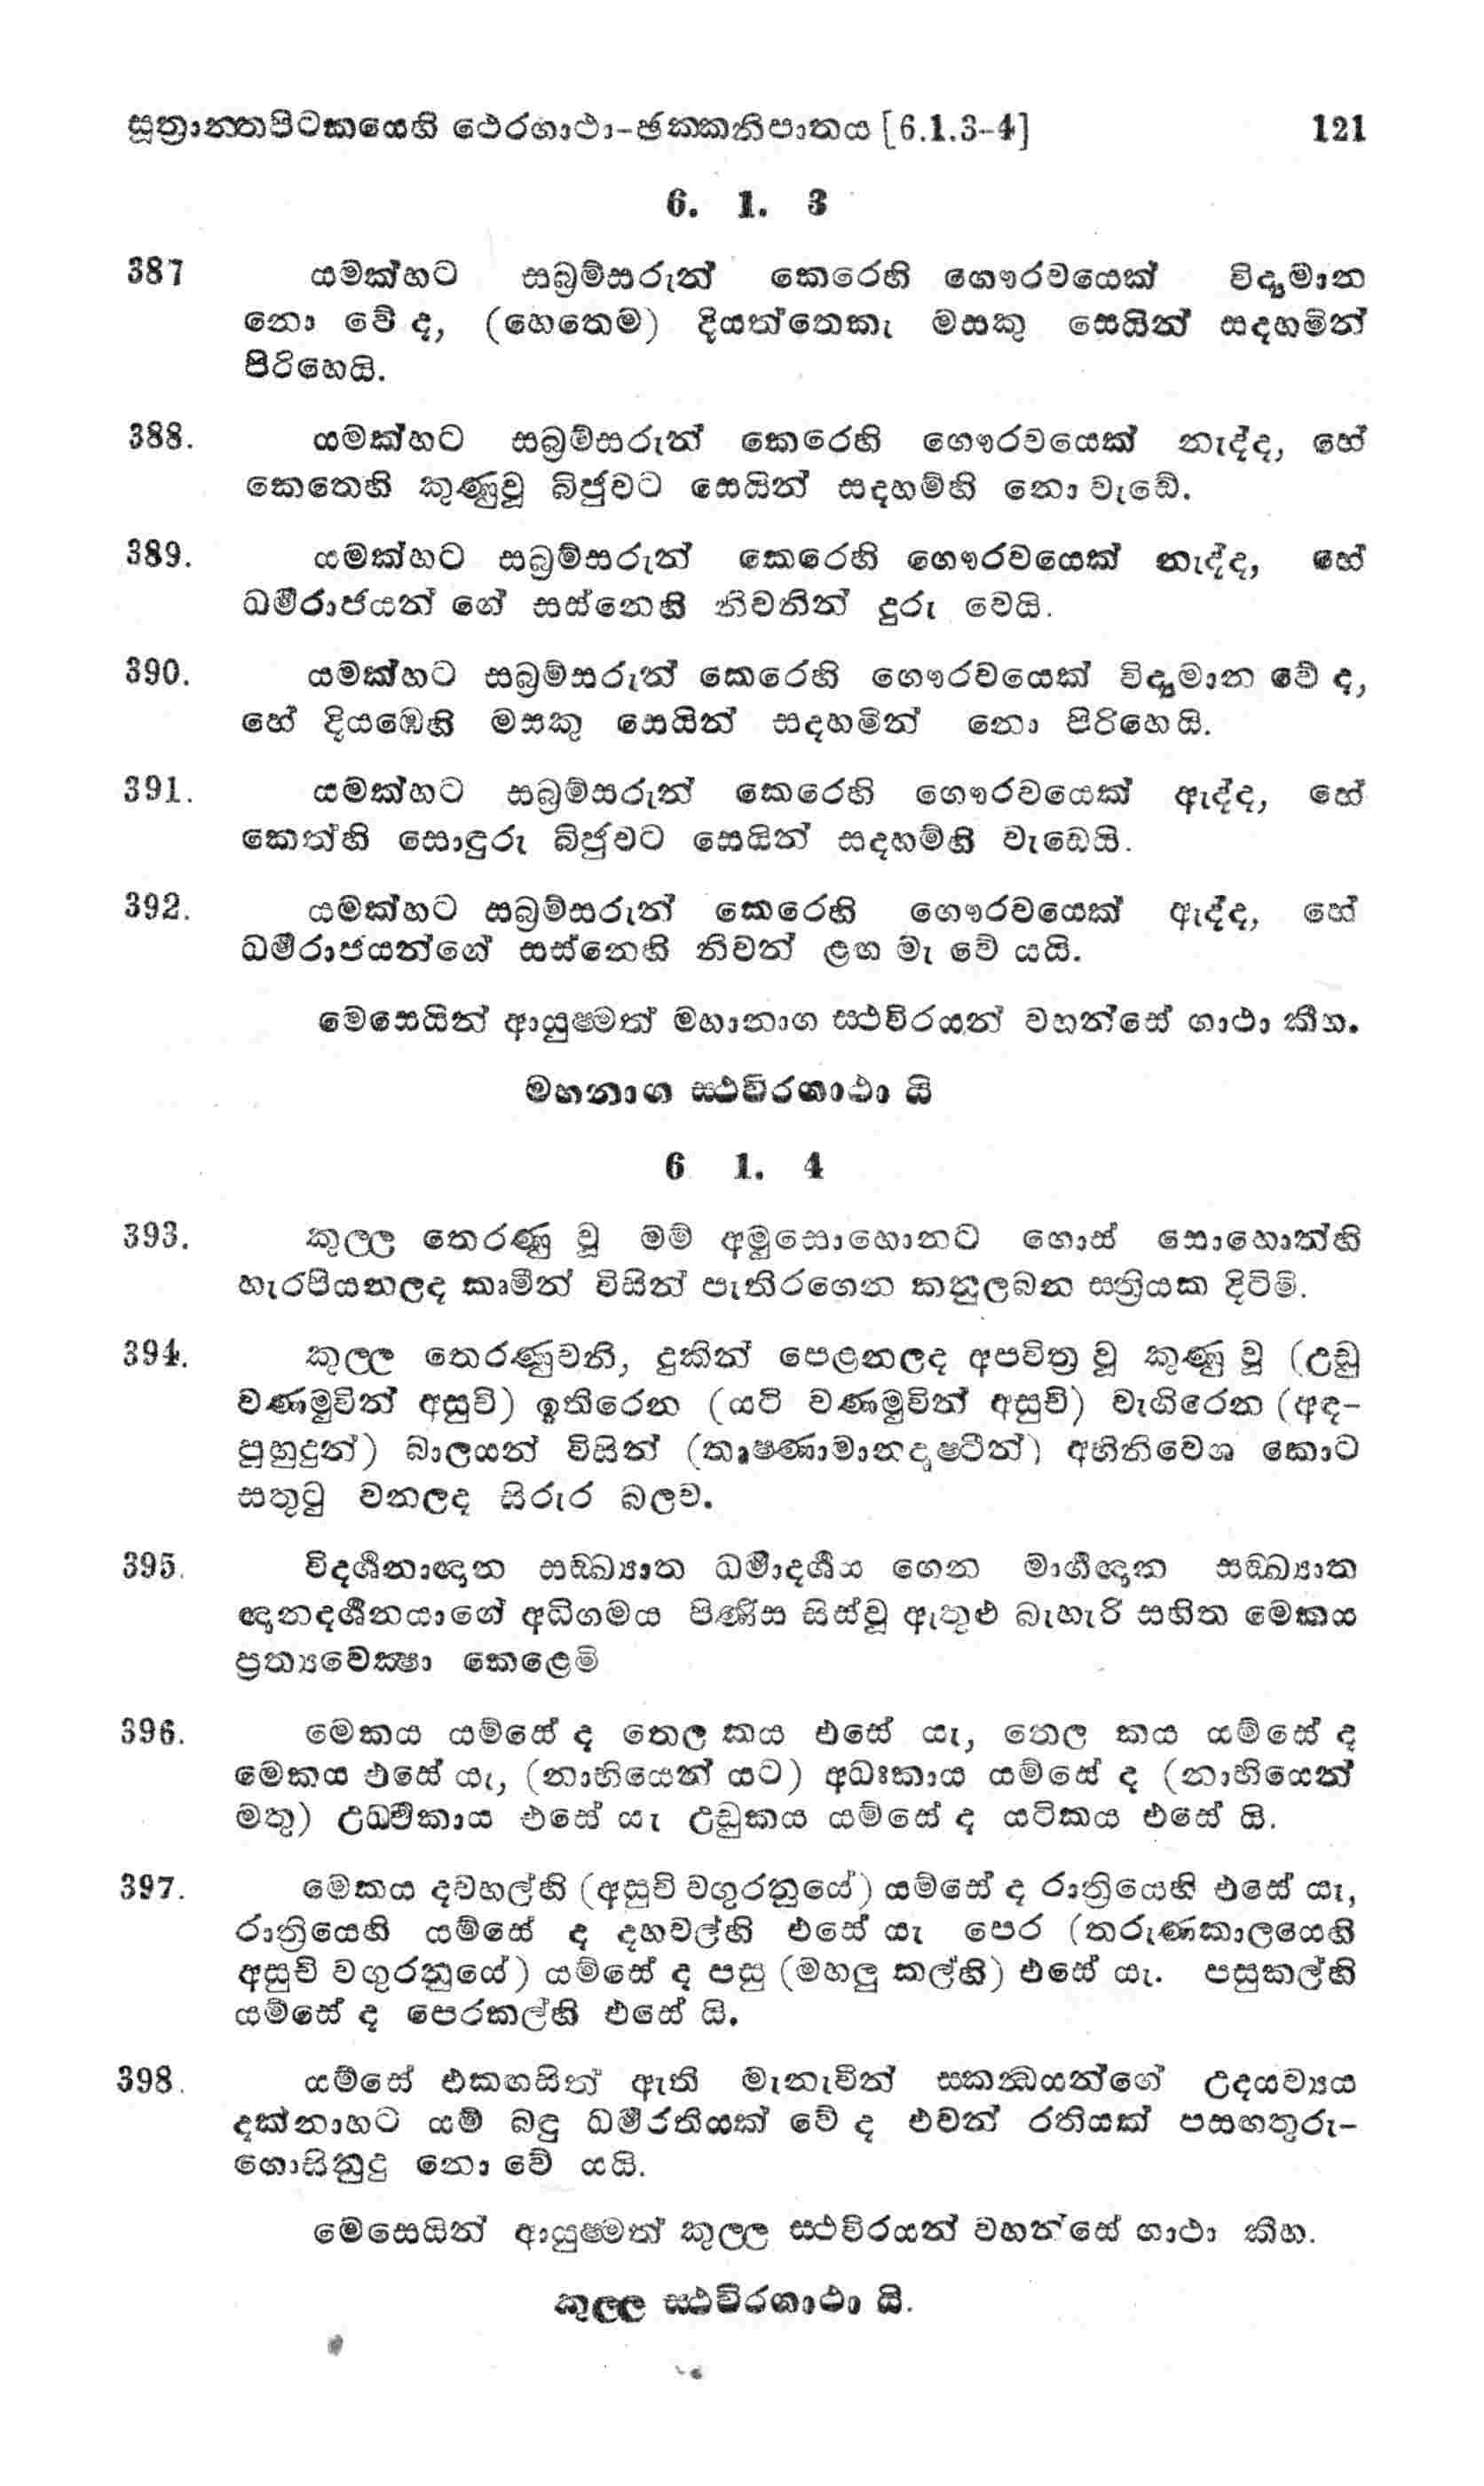 සූත්‍රාන්තපිටකයෙහි ථෙරගාථා-ඡක්කනිපාතය [6.1.3-4] 121
6. 1. 3
387 යමක්හට සබ්‍රම්සරුන් කෙරෙහි ගෞරවයෙක් විද්‍යමාන
නො වේ ද, (හෙතෙම) දියත්තෙකැ මසකු සෙයින් සදහමින්
පිරිහෙයි.
388. යමක්හට සබ්‍රම්සරුන් කෙරෙහි ගෞරවයෙක් නැද්ද, හේ
කෙතෙහි කුණුවූ බිජුවට සෙයින් සදහම්හි නො වැඩේ.
389. යමක්හට සබ්‍රම්සරුන් කෙරෙහි ගෞරවයෙක් නැද්ද, හේ
ධර්‍මරාජයන් ගේ සස්නෙහි නිවනින් දුරු වෙයි.
390. යමක්හට සබ්‍රම්සරුන් කෙරෙහි ගෞරවයෙක් විද්‍යමාන වේ ද,
හේ දියඹෙහි මසකු සෙයින් සදහමින් නො පිරිහෙයි.
391. යමක්හට සබ්‍රම්සරුන් කෙරෙහි ගෞරවයෙක් ඇද්ද, හේ
කෙත්හි සොඳුරු බිජුවට සෙයින් සදහම්හි වැඩෙයි.
392. යමක්හට සබ්‍රම්සරුන් කෙරෙහි ගෞරවයෙක් ඇද්ද, හේ
ධර්‍මරාජයන්ගේ සස්නෙහි නිවන් ළඟ මැ වේ යයි.
මෙසෙයින් ආයුෂ්මත් මහානාග ස්ථවිරයන් වහන්සේ ගාථා කීහ.
මහනාග ස්ථවිරගාථා යි
6 1. 4
393. කුල්ල තෙරණු වූ මම් අමුසොහොනට ගොස් සොහොත්හි
හැරපියනලද කෘමීන් විසින් පැතිරගෙන කනුලබන ස්ත්‍රියක දිටිමි.
394. කුල්ල තෙරණුවනි, දුකින් පෙළනලද අපවිත්‍ර වූ කුණු වූ (උඩු
වණමුවින් අසුචි) ඉතිරෙන (යටි වණමුවින් අසුචි) වැගිරෙන (අඳ-
පුහුදුන්) බාලයන් විසින් (තෘෂ්ණාමානදෘෂ්ටීන්) අභිනිවෙශ කොට
සතුටු වනලද සිරුර බලව.
395. විදර්‍ශනාඥාන සඞ්ඛ්‍යාත ධර්‍මාදර්‍ශය ගෙන මාර්‍ගඥාන සඞ්ඛ්‍යාත
ඥානදර්‍ශනයාගේ අධිගමය පිණිස සිස්වූ ඇතුළු බැහැරි සහිත මෙකය
ප්‍රත්‍යවෙක්‍ෂා කෙළෙමි
396. මෙකය යම්සේ ද තෙල කය එසේ යැ, තෙල කය යම්සේ ද
මෙකය එසේ යැ, (නාභියෙන් යට) අධඃකාය යම්සේ ද (නාභියෙන්
මතු) උර්‍ධ්වකාය එසේ යැ උඩුකය යම්සේ ද යටිකය එසේ යි.
397. මෙකය දවහල්හි (අසුචි වගුරනුයේ) යම්සේ ද රාත්‍රියෙහි එසේ යැ,
රාත්‍රියෙහි යම්සේ ද දහවල්හි එසේ යැ පෙර (තරුණකාලයෙහි
අසුචි වගුරනුයේ) යම්සේ ද පසු (මහලු කල්හි) එසේ යැ. පසුකල්හි
යම්සේ ද පෙරකල්හි එසේ යි.
398. යම්සේ එකඟසිත් ඇති මැනැවින් ස්කන්‍ධයන්ගේ උදයව්‍යය
දක්නාහට යම් බඳු ධර්‍මරතියක් වේ ද එවන් රතියක් පසඟතුරු-
ගොසිනුදු නො වේ යයි.
මෙසෙයින් ආයුෂ්මත් කුල්ල ස්ථවිරයන් වහන්සේ ගාථා කීහ.
කුල්ල ස්ථවිරගාථා යි.